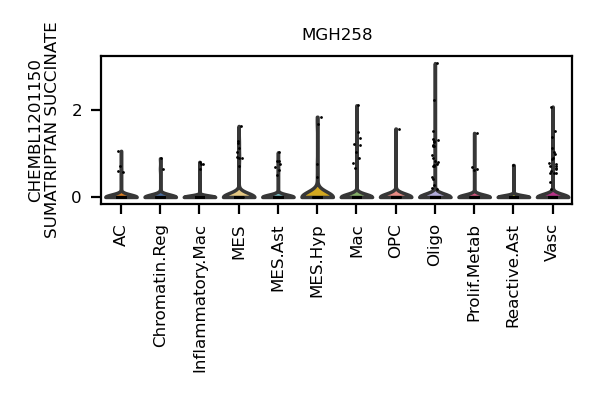 MGH258
CHEMBL1201150
SUMATRIPTAN SUCCINATE
2
0
AC
Chromatin.Reg
Inflammatory.Mac
MES
MES.Ast
MES.Hyp
Mac
OPC
Oligo
Prolif.Metab
Reactive.Ast
Vasc